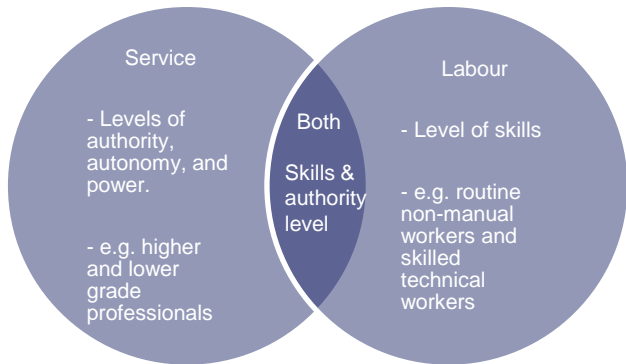 Service
- Levels of
authority,
autonomy, and
power.
- e.g. higher
and lower
grade
professionals
Both
Skills &
authority
level
Labour
- Level of skills
- e.g. routine
non-manual
workers and
skilled
technical
workers